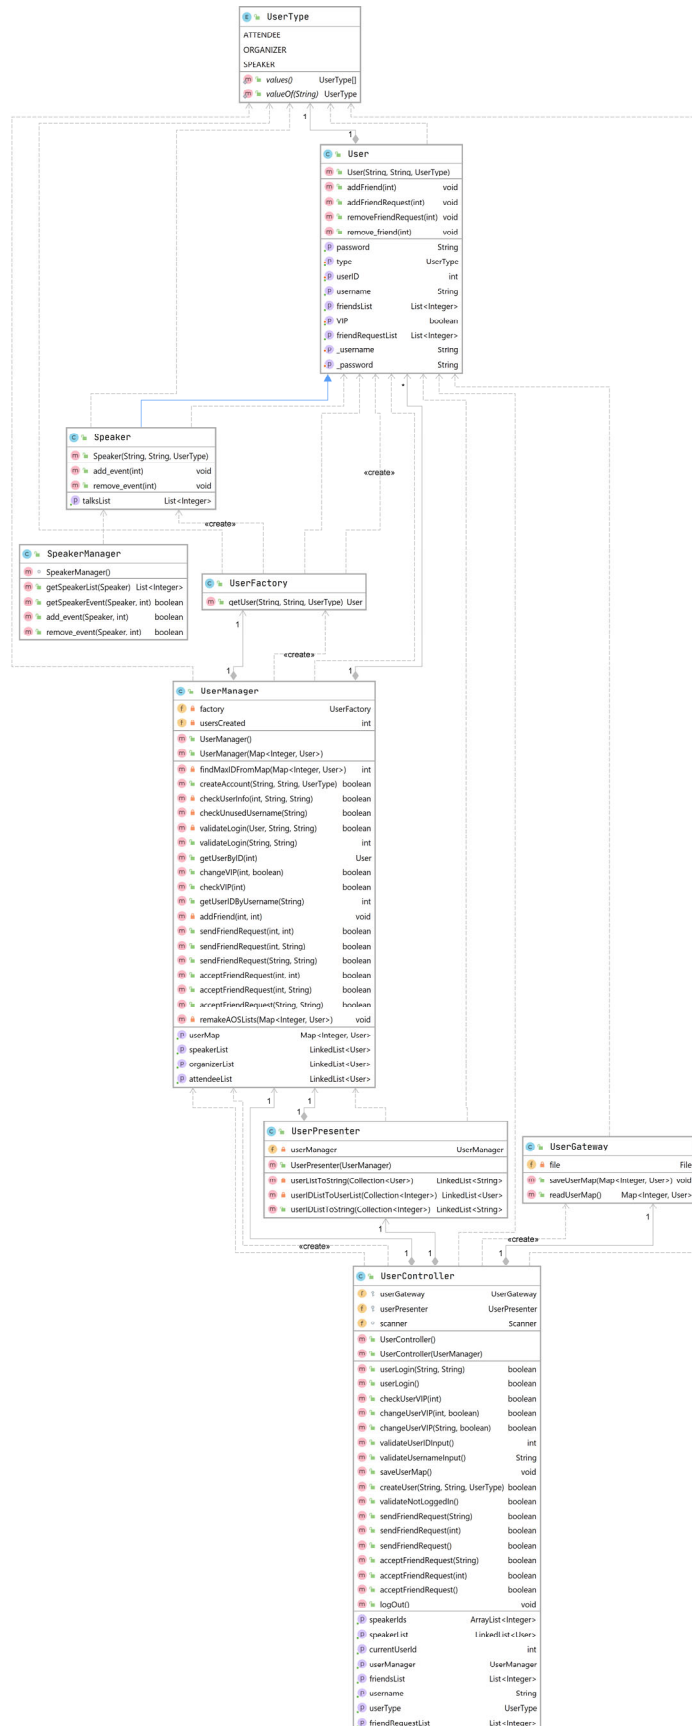 UserType
ATTENDEE
ORGANIZER
SPEAKER
values() UserType[]
valueOf(String) UserType
1
1
User
User(String, String, UserType)
addFriend(int) void
addFriendRequest(int) void
removeFriendRequest(int) void
remove_friend(int) void
password String
type UserType
userID int
username String
friendsList List<Integer>
VIP boolean
friendRequestList List<Integer>
_username String
_password String
*
Speaker
Speaker(String, String, UserType)
add_event(int) void
remove_event(int) void
talksList List<Integer>
«create»
«create»
SpeakerManager
SpeakerManager()
getSpeakerList(Speaker) List<Integer>
getSpeakerEvent(Speaker, int) boolean
add_event(Speaker, int) boolean
remove_event(Speaker, int) boolean
UserFactory
getUser(String, String, UserType) User
1
«create»
1
1
UserManager
factory UserFactory
usersCreated int
UserManager()
UserManager(Map<Integer, User>)
findMaxIDFromMap(Map<Integer, User>) int
createAccount(String, String, UserType) boolean
checkUserInfo(int, String, String) boolean
checkUnusedUsername(String) boolean
validateLogin(User, String, String) boolean
validateLogin(String, String) int
getUserByID(int) User
changeVIP(int, boolean) boolean
checkVIP(int) boolean
getUserIDByUsername(String) int
addFriend(int, int) void
sendFriendRequest(int, int) boolean
sendFriendRequest(int, String) boolean
sendFriendRequest(String, String) boolean
acceptFriendRequest(int, int) boolean
acceptFriendRequest(int, String) boolean
acceptFriendRequest(String, String) boolean
remakeAOSLists(Map<Integer, User>) void
userMap Map<Integer, User>
speakerList LinkedList<User>
organizerList LinkedList<User>
attendeeList LinkedList<User>
1
1
1
UserPresenter
userManager UserManager
UserPresenter(UserManager)
userListToString(Collection<User>) LinkedList<String>
userIDListToUserList(Collection<Integer>) LinkedList<User>
userIDListToString(Collection<Integer>) LinkedList<String>
UserGateway
file File
saveUserMap(Map<Integer, User>) void
readUserMap() Map<Integer, User>
1
1
«create»
«create»
1
1
1
UserController
userGateway UserGateway
userPresenter UserPresenter
scanner Scanner
UserController()
UserController(UserManager)
userLogin(String, String) boolean
userLogin() boolean
checkUserVIP(int) boolean
changeUserVIP(int, boolean) boolean
changeUserVIP(String, boolean) boolean
validateUserIDInput() int
validateUsernameInput() String
saveUserMap() void
createUser(String, String, UserType) boolean
validateNotLoggedIn() boolean
sendFriendRequest(String) boolean
sendFriendRequest(int) boolean
sendFriendRequest() boolean
acceptFriendRequest(String) boolean
acceptFriendRequest(int) boolean
acceptFriendRequest() boolean
logOut() void
speakerIds ArrayList<Integer>
speakerList LinkedList<User>
currentUserId int
userManager UserManager
friendsList List<Integer>
username String
userType UserType
friendRequestList List<Integer>